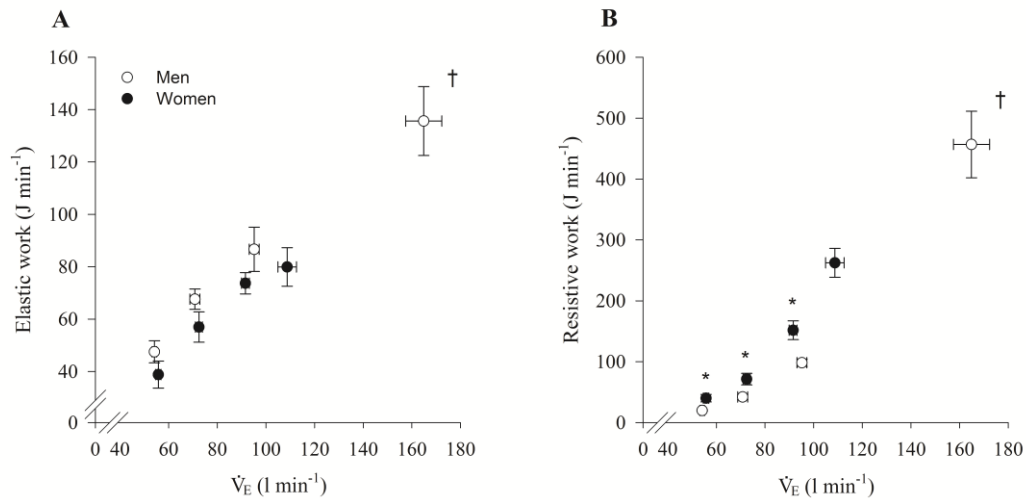 A
160
140
120
100
80
60
40
0
Elastic work (J min⁻¹)
Men
Women
†
0 40 60 80 100 120 140 160 180
V̇E (l min⁻¹)
B
600
500
400
300
200
100
0
Resistive work (J min⁻¹)
†
*
*
*
0 40 60 80 100 120 140 160 180
V̇E (l min⁻¹)